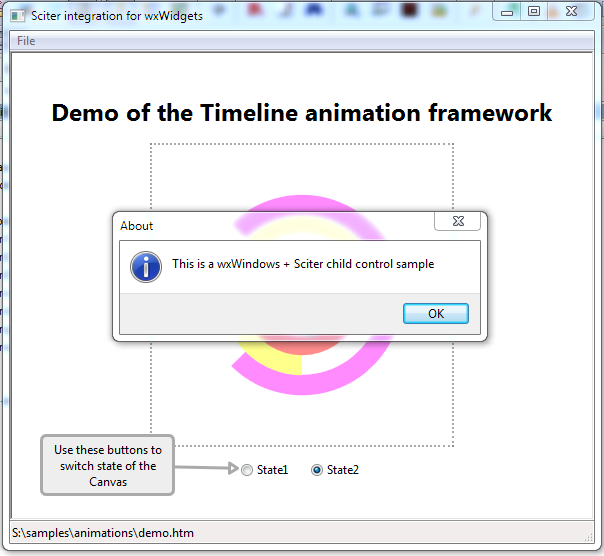 Sciter integration for wxWidgets
File
Demo of the Timeline animation framework
About
This is a wxWindows + Sciter child control sample
OK
Use these buttons to
switch state of the
Canvas
State1 State2
S:\samples\animations\demo.htm